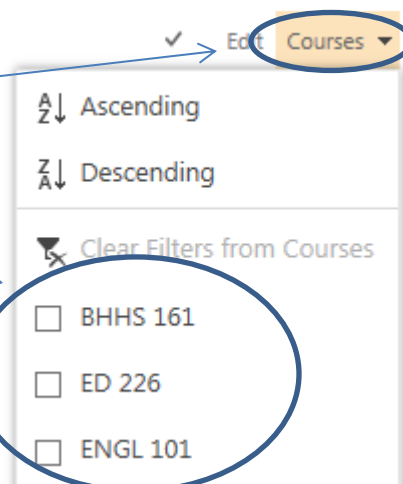 Edit Courses
Ascending
Descending
Clear Filters from Courses
BHHS 161
ED 226
ENGL 101